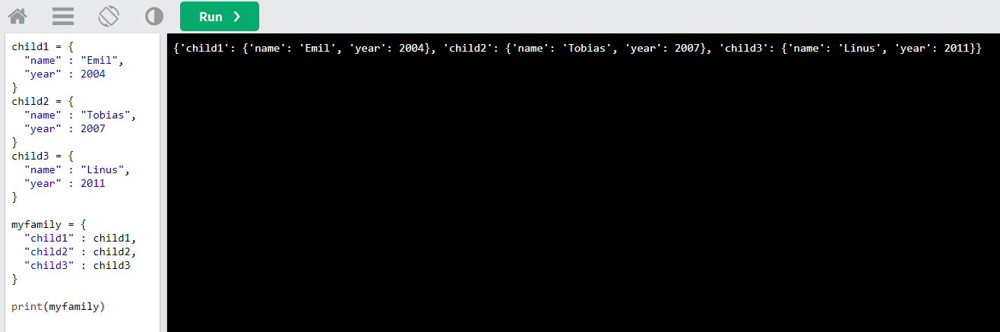 Run ❯
child1 = {
  "name" : "Emil",
  "year" : 2004
}
child2 = {
  "name" : "Tobias",
  "year" : 2007
}
child3 = {
  "name" : "Linus",
  "year" : 2011
}
myfamily = {
  "child1" : child1,
  "child2" : child2,
  "child3" : child3
}
print(myfamily)
{'child1': {'name': 'Emil', 'year': 2004}, 'child2': {'name': 'Tobias', 'year': 2007}, 'child3': {'name': 'Linus', 'year': 2011}}